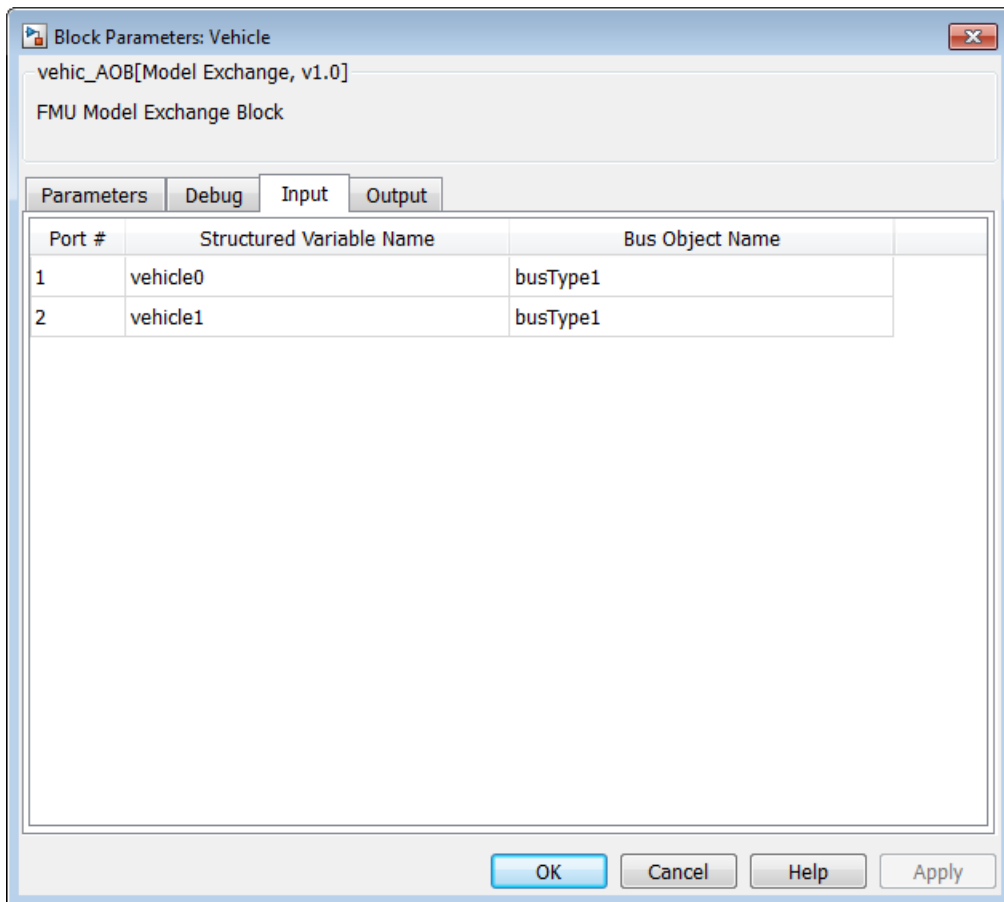 Block Parameters: Vehicle
vehic_AOB[Model Exchange, v1.0]
FMU Model Exchange Block
Parameters Debug Input Output
Port # Structured Variable Name Bus Object Name
1 vehicle0 busType1
2 vehicle1 busType1
OK Cancel Help Apply